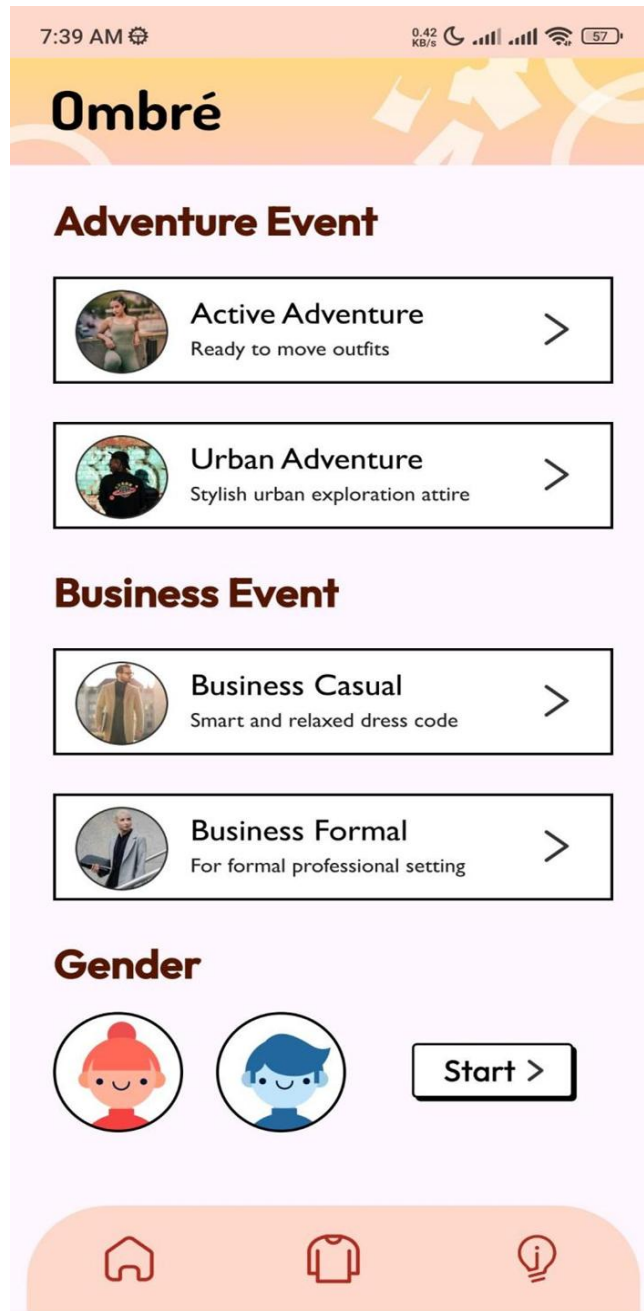 7:39 AM
0.42
KB/s
57
Ombré
Adventure Event
Active Adventure
Ready to move outfits
Urban Adventure
Stylish urban exploration attire
Business Event
Business Casual
Smart and relaxed dress code
Business Formal
For formal professional setting
Gender
Start >